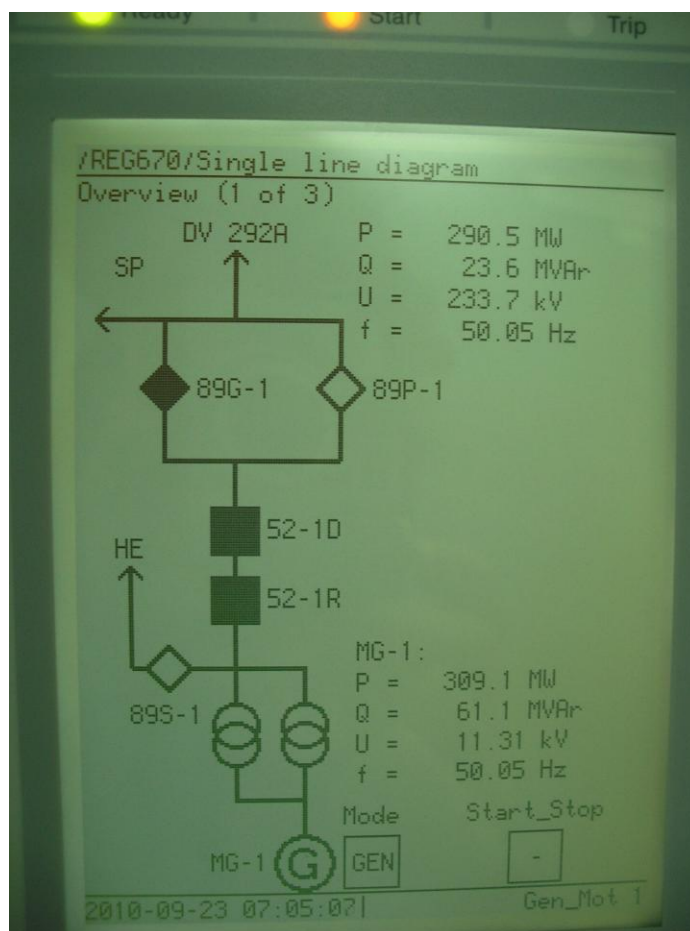 Ready Start Trip
/REG670/Single line diagram
Overview (1 of 3)
DV 292A P = 290.5 MW
SP Q = 23.6 MVAr
U = 233.7 kV
f = 50.05 Hz
89G-1 89P-1
52-1D
HE
52-1R
MG-1:
P = 309.1 MW
89S-1 Q = 61.1 MVAr
U = 11.31 kV
f = 50.05 Hz
Mode Start_Stop
MG-1 G GEN -
2010-09-23 07:05:07| Gen_Mot 1